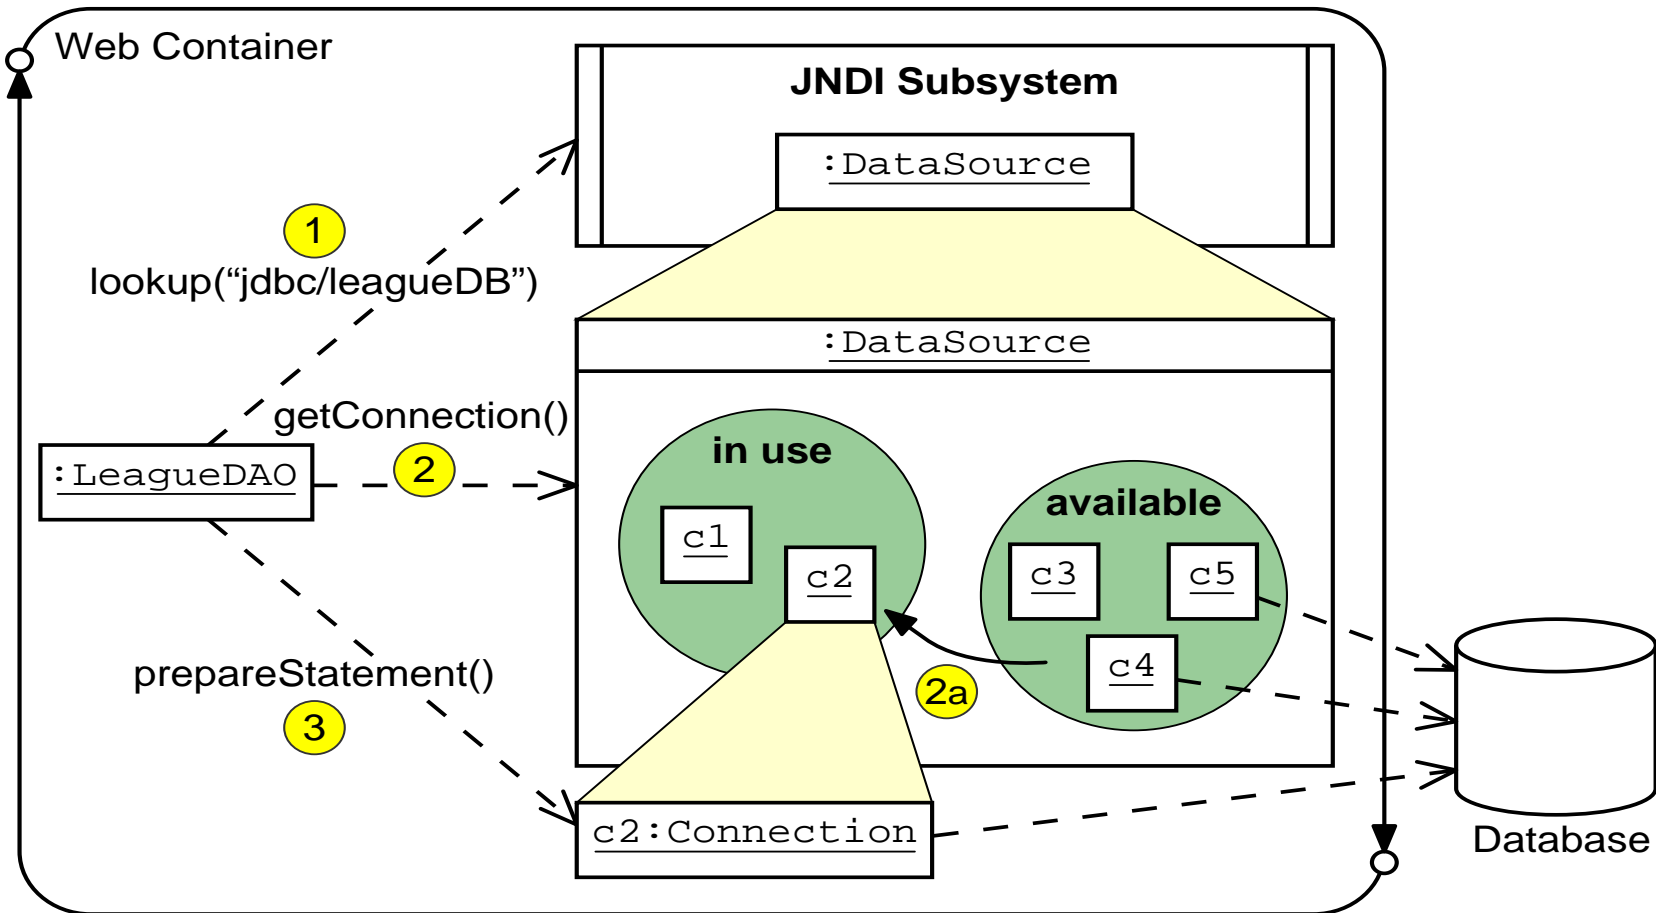 Web Container
JNDI Subsystem
:DataSource
1
lookup(“jdbc/leagueDB”)
:DataSource
getConnection()
2
:LeagueDAO
in use
available
c1
c2
c3
c5
c4
2a
prepareStatement()
3
c2:Connection
Database